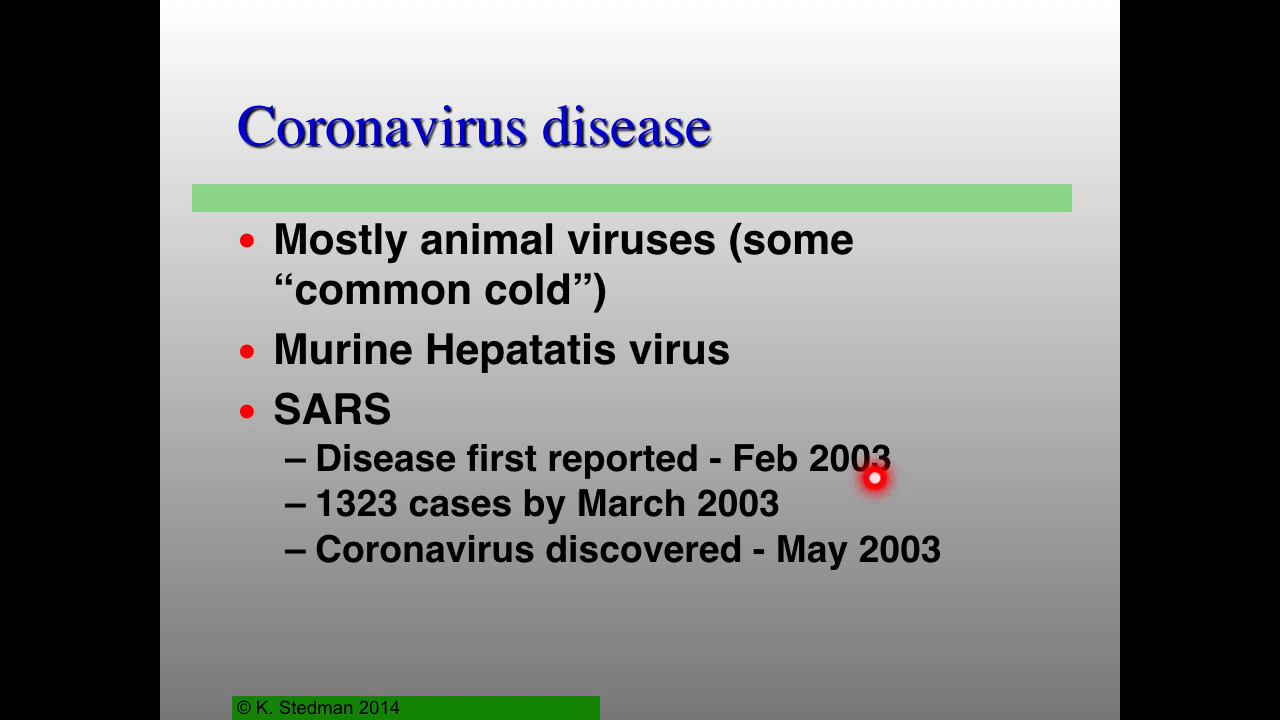 Coronavirus disease
• Mostly animal viruses (some
“common cold”)
• Murine Hepatatis virus
• SARS
– Disease first reported - Feb 2003
– 1323 cases by March 2003
– Coronavirus discovered - May 2003
© K. Stedman 2014